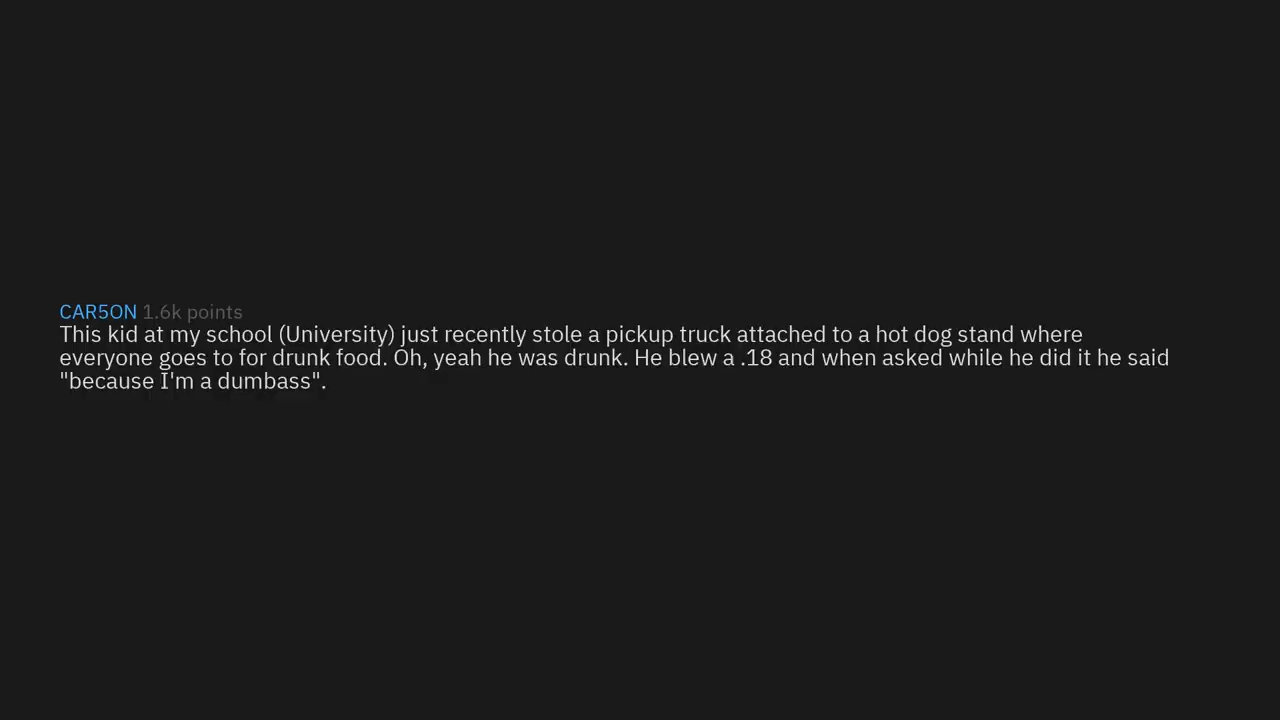 CAR5ON 1.6k points
This kid at my school (University) just recently stole a pickup truck attached to a hot dog stand where
everyone goes to for drunk food. Oh, yeah he was drunk. He blew a .18 and when asked while he did it he said
"because I'm a dumbass".